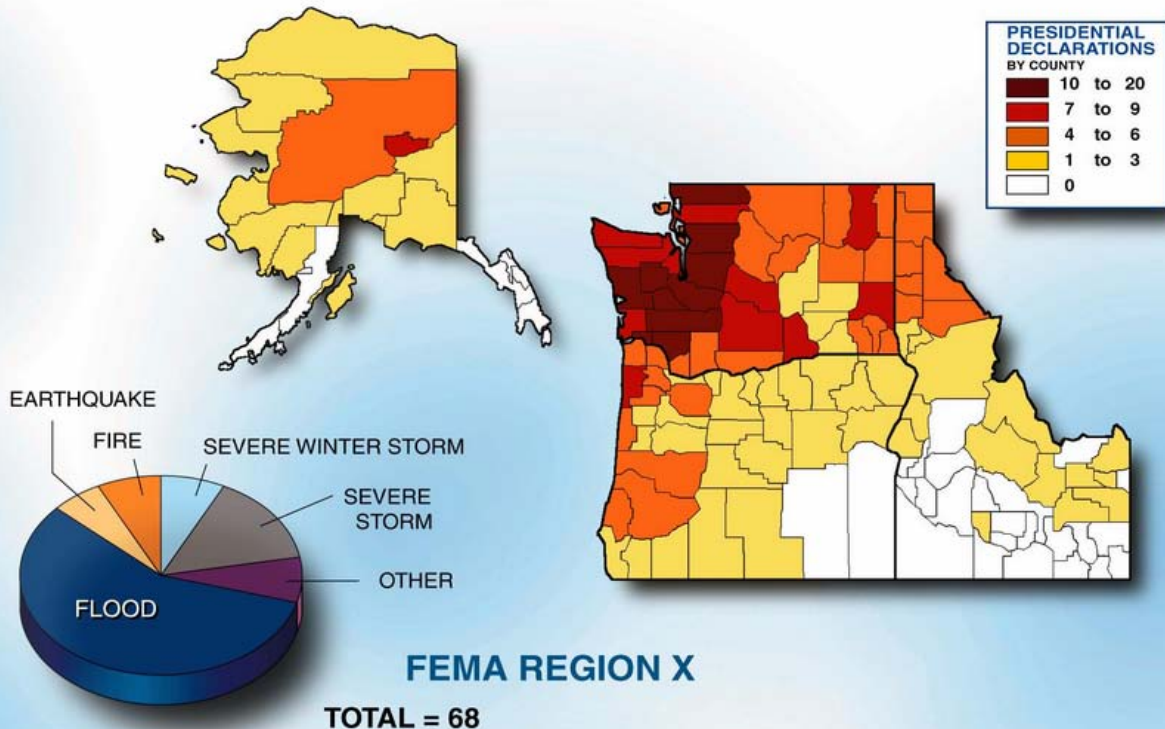 PRESIDENTIAL
DECLARATIONS
BY COUNTY
10 to 20
7 to 9
4 to 6
1 to 3
0
EARTHQUAKE
FIRE
SEVERE WINTER STORM
SEVERE
STORM
OTHER
FLOOD
FEMA REGION X
TOTAL = 68